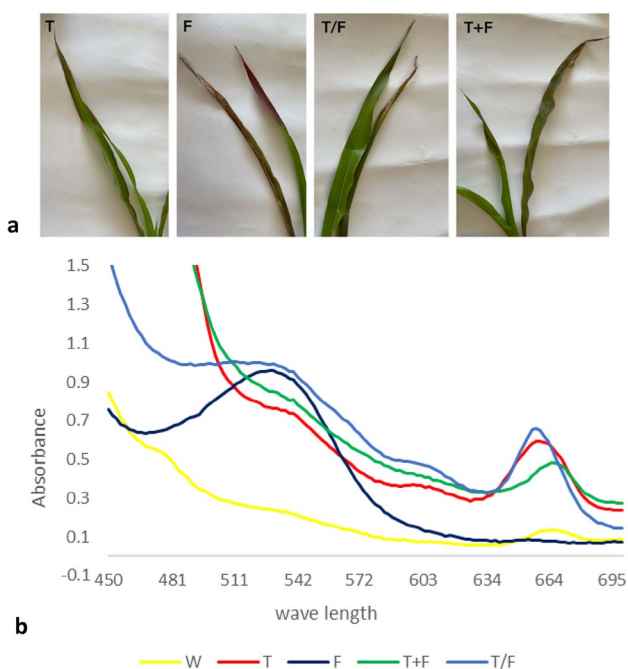 T F T/F T+F
a
1.5
1.3
1.1
0.9
0.7
0.5
0.3
0.1
-0.1
Absorbance
450 481 511 542 572 603 634 664 695
wave length
b
W T F T+F T/F